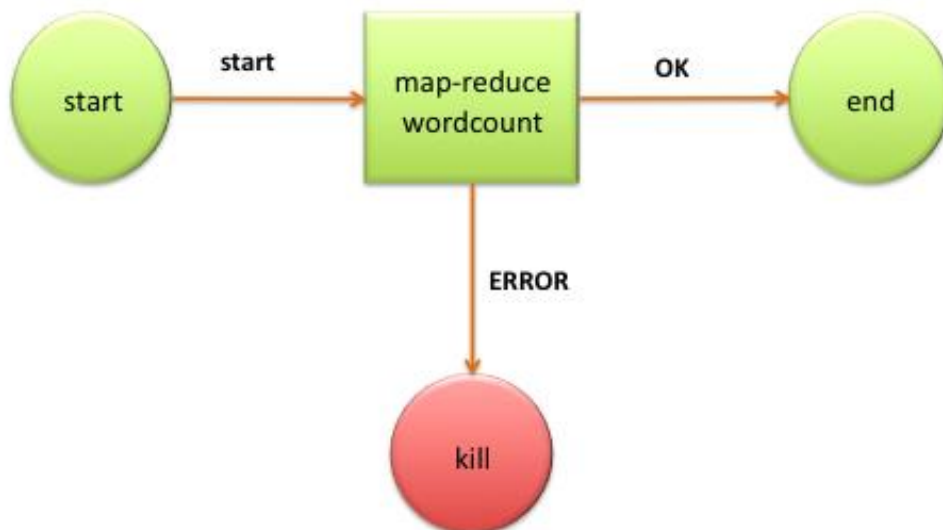 start
start
map-reduce
wordcount
OK
end
ERROR
kill